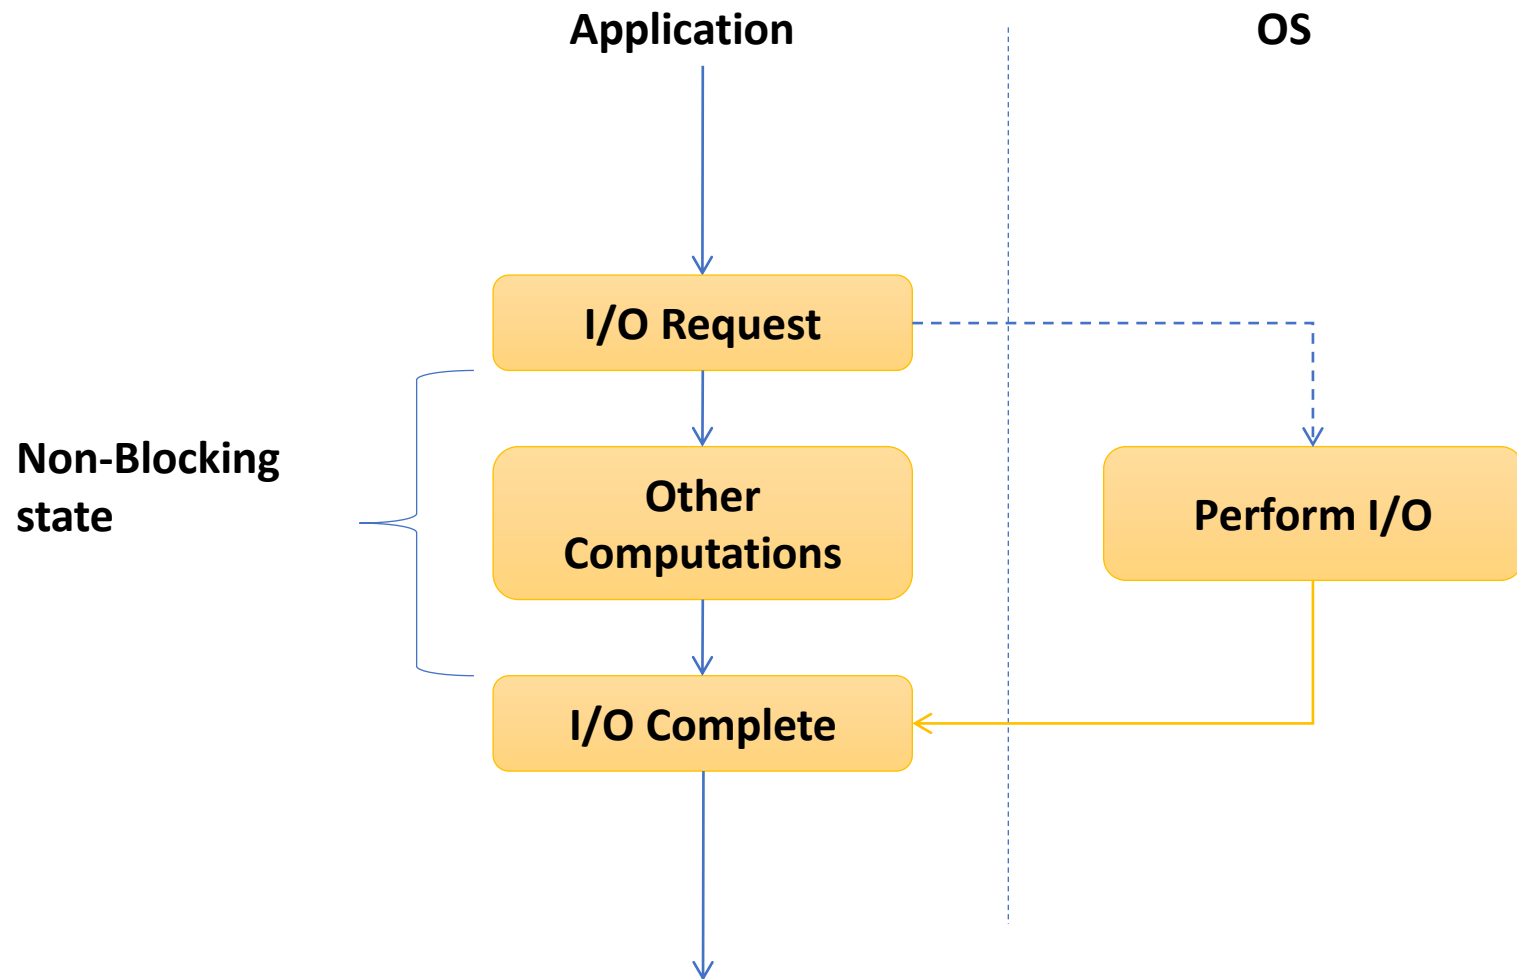 Application
OS
I/O Request
Non-Blocking
state
Other
Computations
Perform I/O
I/O Complete